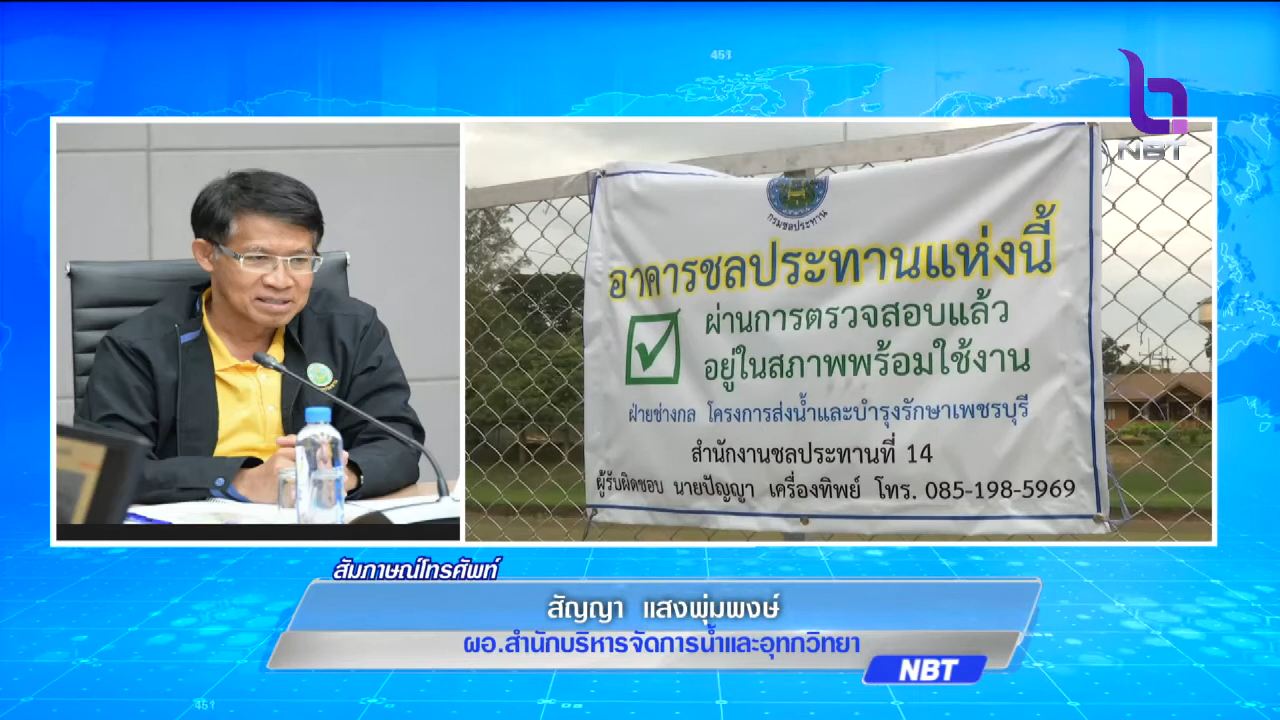 451
NBT
กรมชลประทาน
อาคารชลประทานแห่งนี้
ผ่านการตรวจสอบแล้ว
อยู่ในสภาพพร้อมใช้งาน
ฝ่ายช่างกล โครงการส่งน้ำและบำรุงรักษาเพชรบุรี
สำนักงานชลประทานที่ 14
ผู้รับผิดชอบ นายปัญญา เครื่องทิพย์ โทร. 085-198-5969
สัมภาษณ์โทรศัพท์
สัญญา แสงพุ่มพงษ์
ผอ.สำนักบริหารจัดการน้ำและอุทกวิทยา
NBT
451